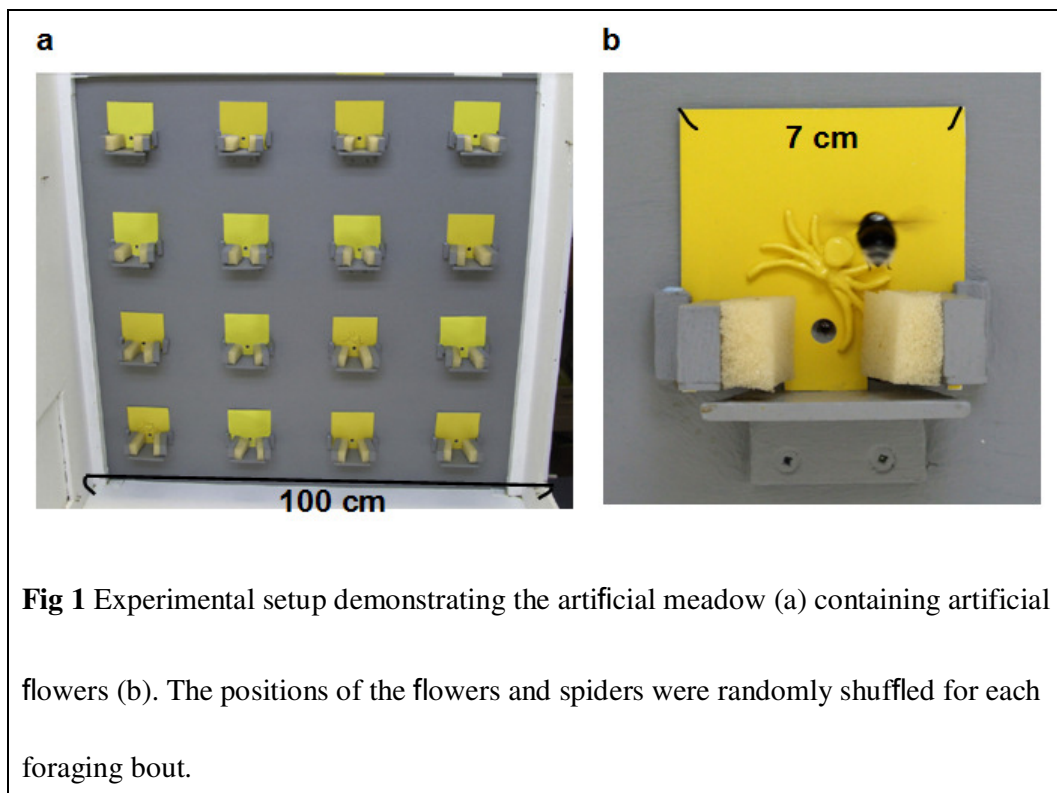 a
b
7 cm
100 cm
Fig 1 Experimental setup demonstrating the artificial meadow (a) containing artificial
flowers (b). The positions of the flowers and spiders were randomly shuffled for each
foraging bout.